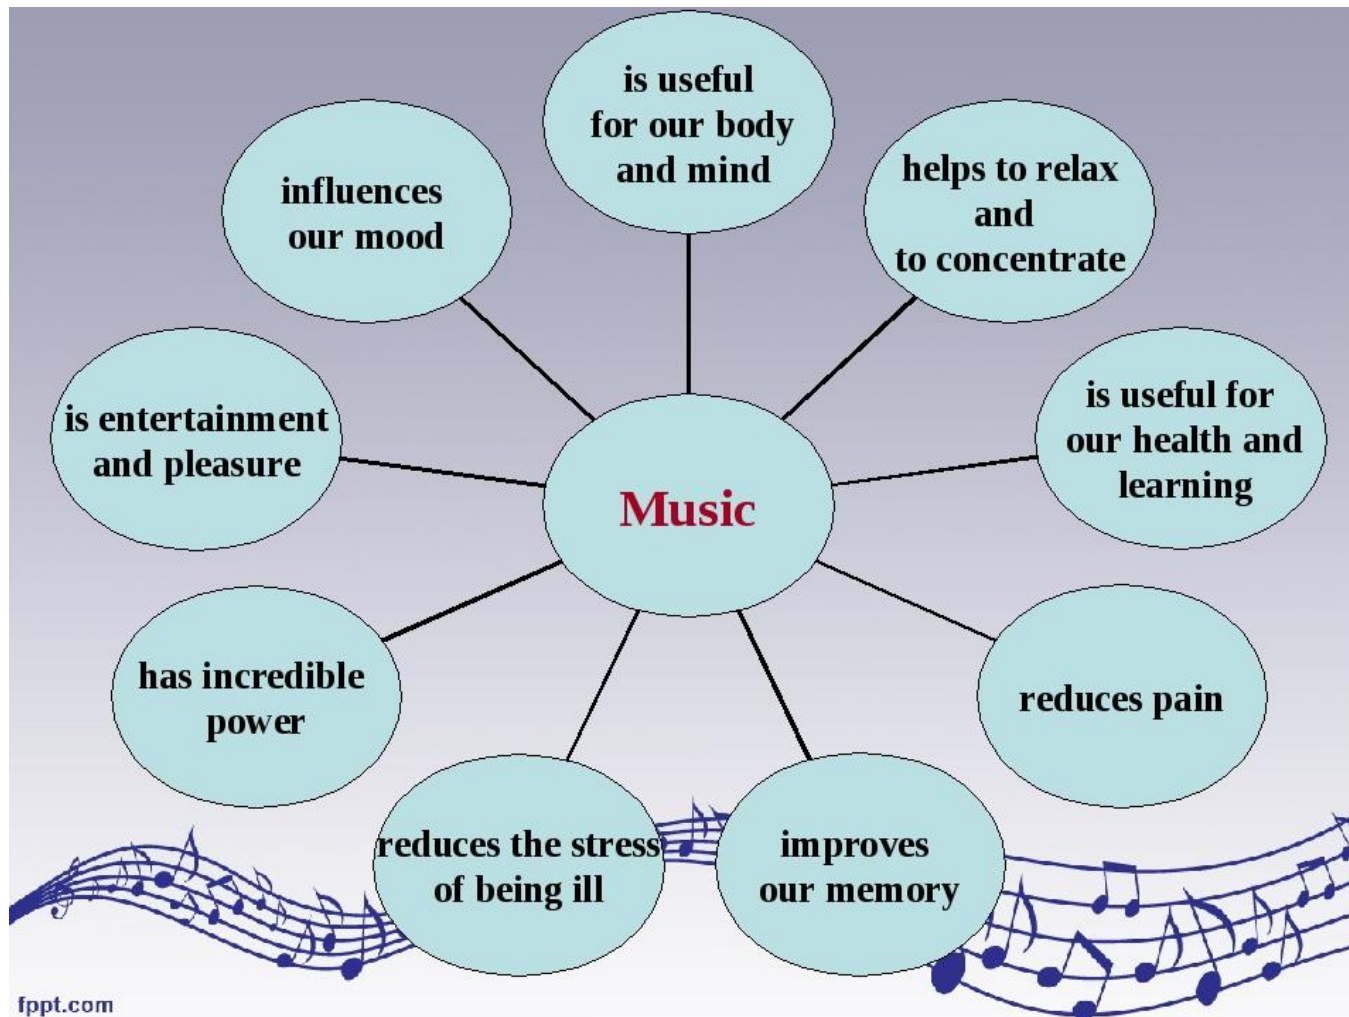 is useful
for our body
and mind
helps to relax
and
to concentrate
is useful for
our health and
learning
reduces pain
improves
our memory
reduces the stress
of being ill
has incredible
power
is entertainment
and pleasure
influences
our mood
Music
fppt.com